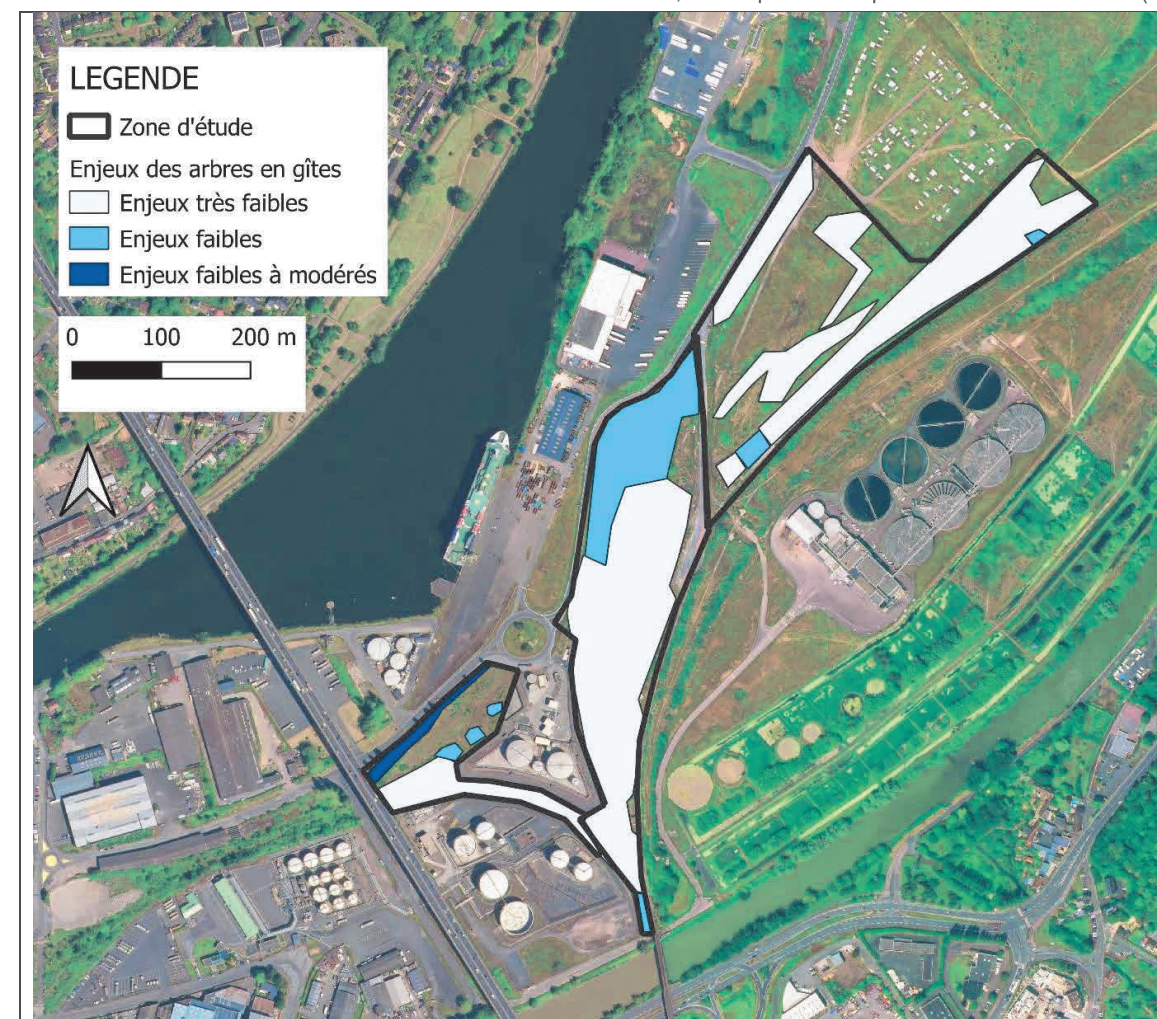 LEGENDE
Zone d'étude
Enjeux des arbres en gîtes
Enjeux très faibles
Enjeux faibles
Enjeux faibles à modérés
0 100 200 m